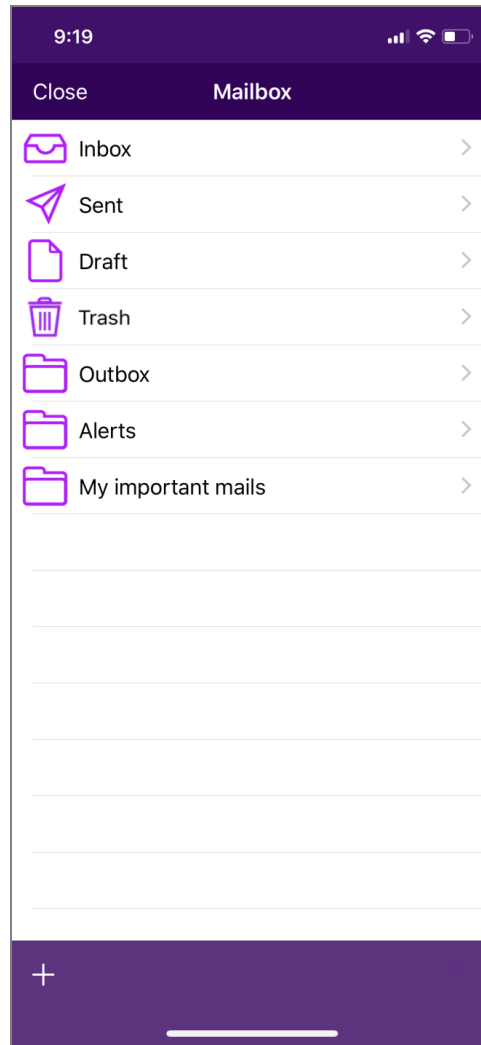 9:19
Close Mailbox
Inbox
Sent
Draft
Trash
Outbox
Alerts
My important mails